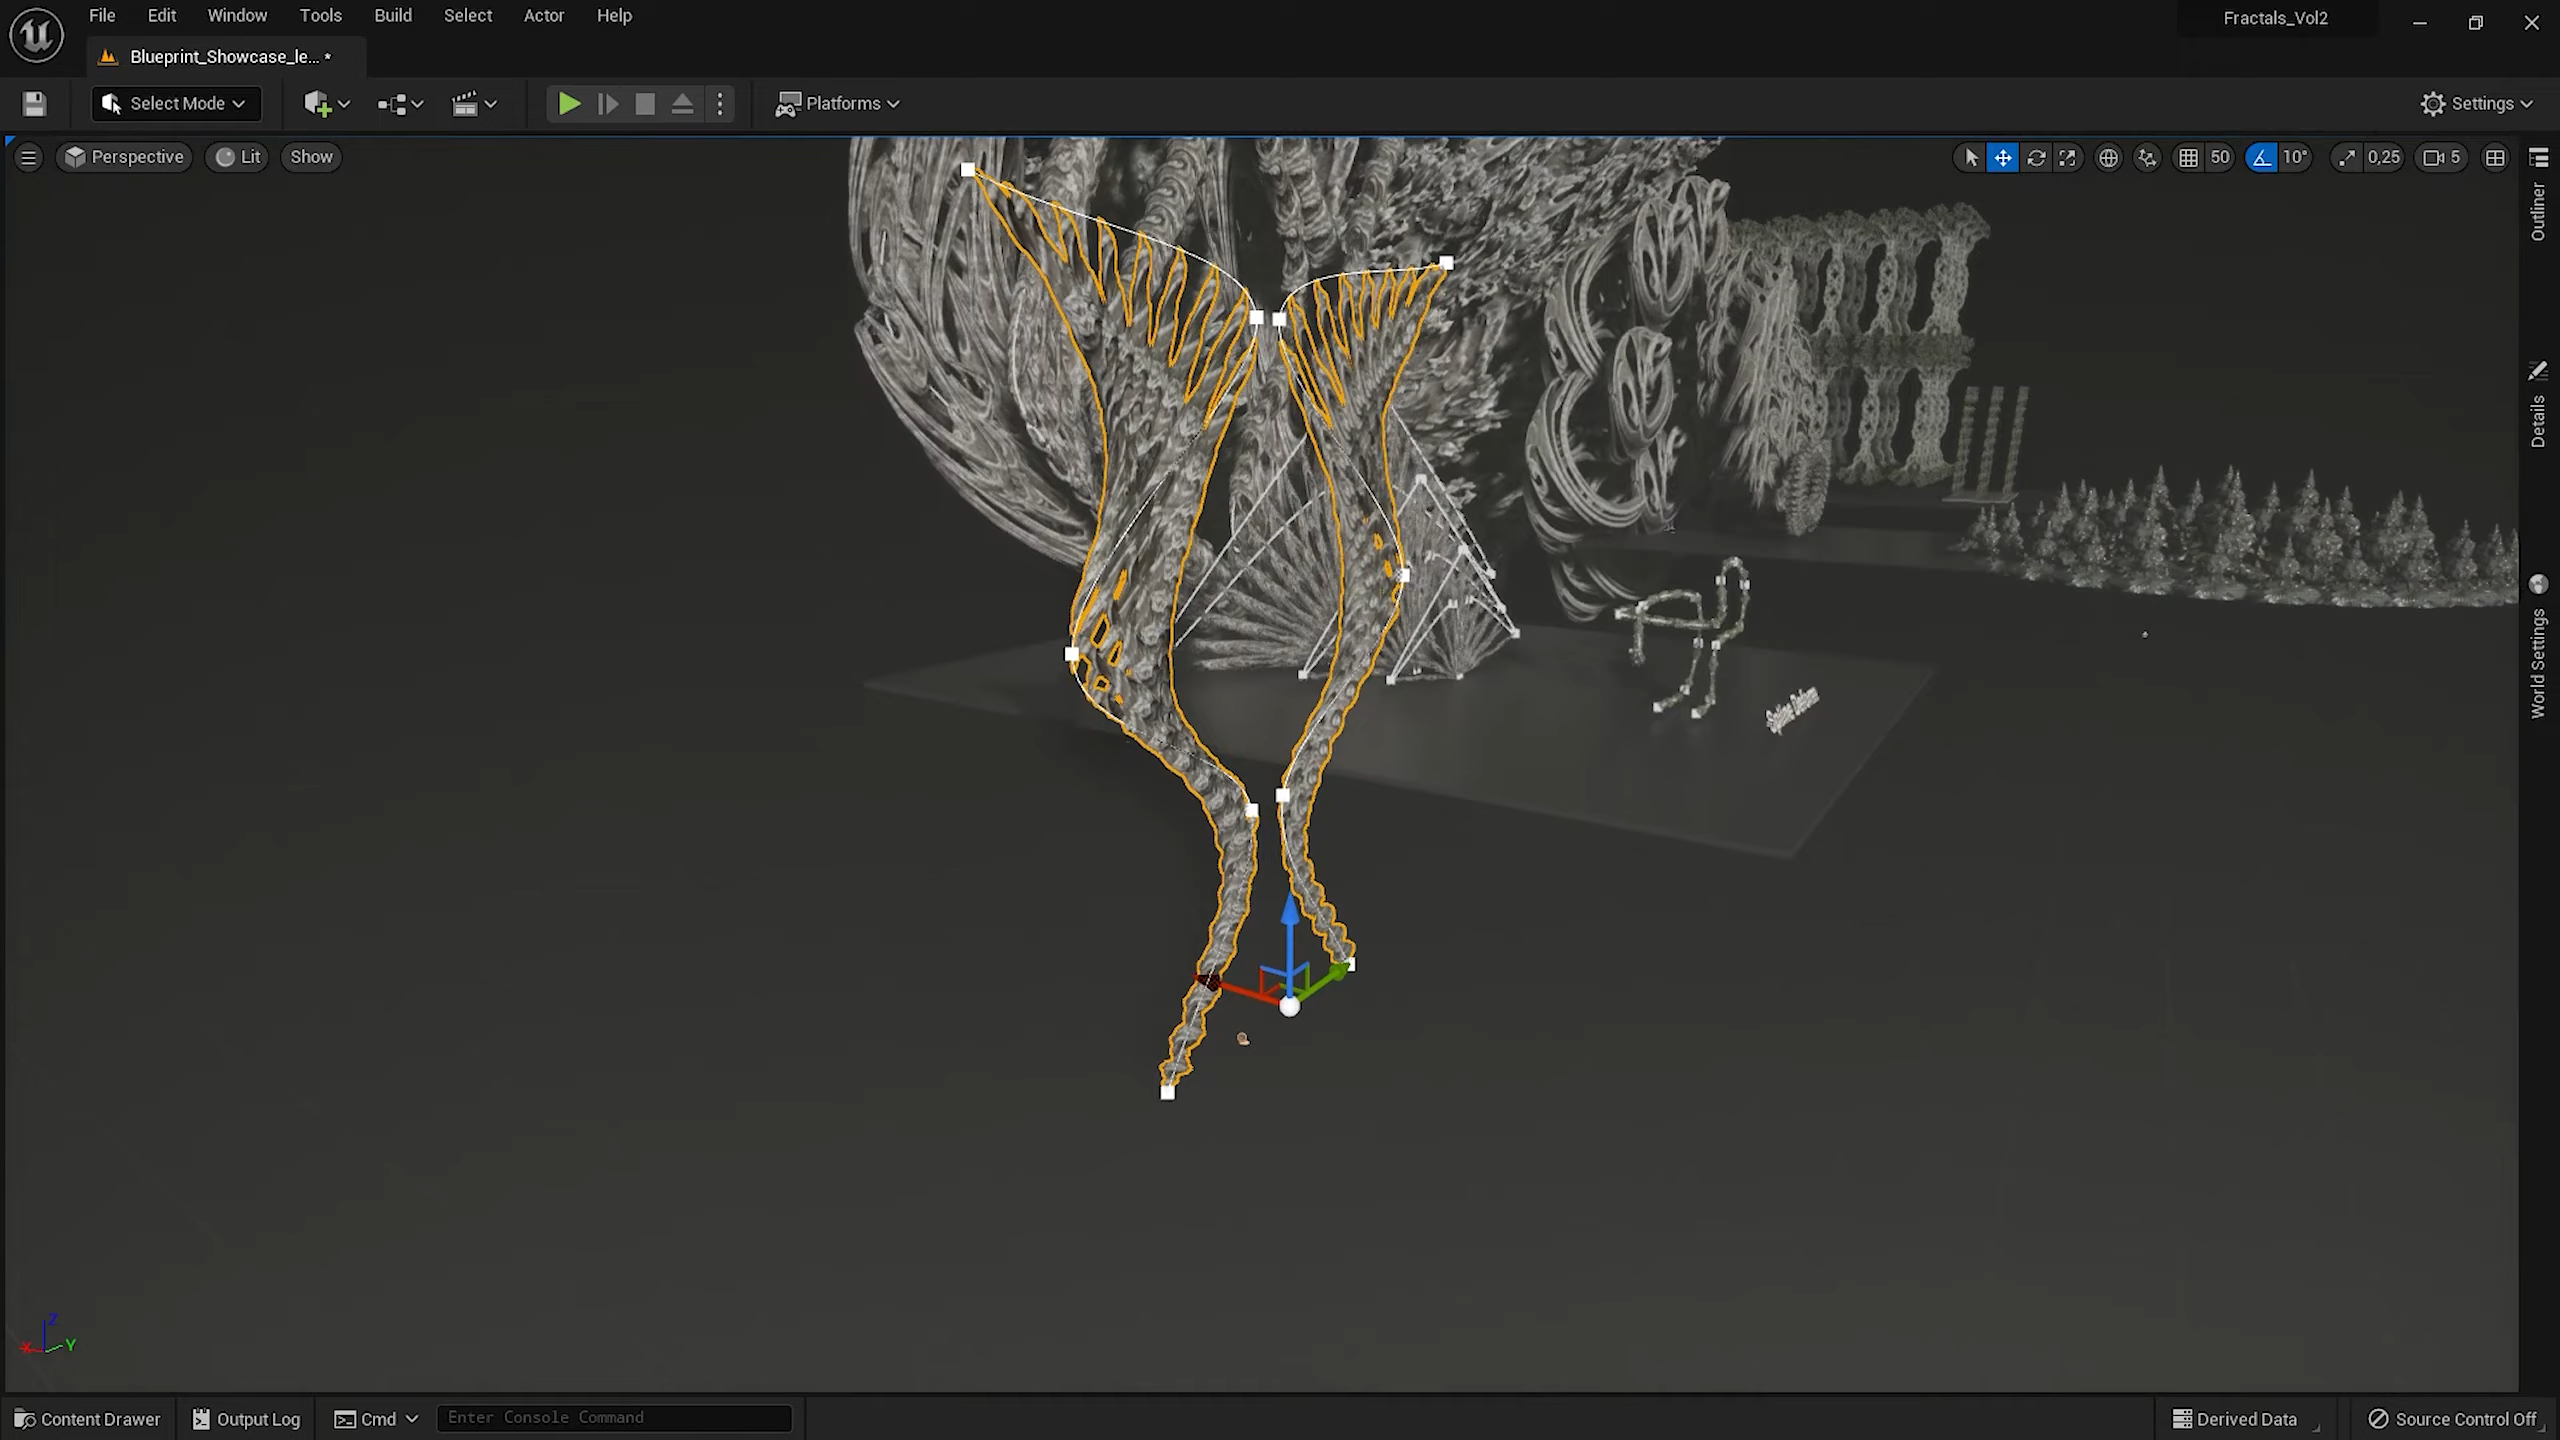 File Edit Window Tools Build Select Actor Help
Fractals_Vol2
Blueprint_Showcase_le... •
Select Mode
Platforms
Settings
Perspective
Lit
Show
50
10°
0,25
5
Outliner
Details
World Settings
Z
X
Y
Content Drawer
Output Log
Cmd
Enter Console Command
Derived Data
Source Control Off